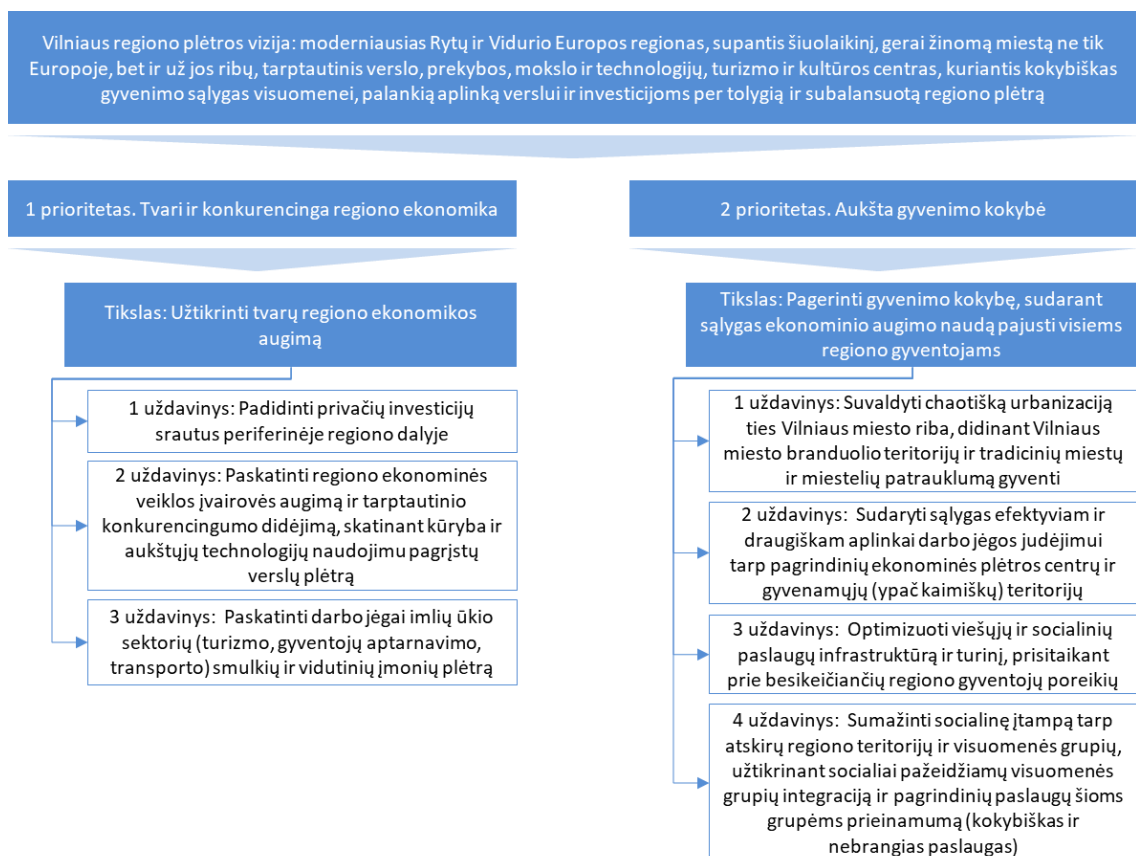 Vilniaus regiono plėtros vizija: moderniausias Rytų ir Vidurio Europos regionas, supantis šiuolaikinį, gerai žinomą miestą ne tik
Europoje, bet ir už jos ribų, tarptautinis verslo, prekybos, mokslo ir technologijų, turizmo ir kultūros centras, kuriantis kokybiškas
gyvenimo sąlygas visuomenei, palankią aplinką verslui ir investicijoms per tolygią ir subalansuotą regiono plėtrą
1 prioritetas. Tvari ir konkurencinga regiono ekonomika
Tikslas: Užtikrinti tvarų regiono ekonomikos
augimą
1 uždavinys: Padidinti privačių investicijų
srautus periferinėje regiono dalyje
2 uždavinys: Paskatinti regiono ekonominės
veiklos įvairovės augimą ir tarptautinio
konkurencingumo didėjimą, skatinant kūryba ir
aukštųjų technologijų naudojimu pagrįstų
verslų plėtrą
3 uždavinys: Paskatinti darbo jėgai imlių ūkio
sektorių (turizmo, gyventojų aptarnavimo,
transporto) smulkių ir vidutinių įmonių plėtrą
2 prioritetas. Aukšta gyvenimo kokybė
Tikslas: Pagerinti gyvenimo kokybę, sudarant
sąlygas ekonominio augimo naudą pajusti visiems
regiono gyventojams
1 uždavinys: Suvaldyti chaotišką urbanizaciją
ties Vilniaus miesto riba, didinant Vilniaus
miesto branduolio teritorijų ir tradicinių miestų
ir miestelių patrauklumą gyventi
2 uždavinys: Sudaryti sąlygas efektyviam ir
draugiškam aplinkai darbo jėgos judėjimui
tarp pagrindinių ekonominės plėtros centrų ir
gyvenamųjų (ypač kaimiškų) teritorijų
3 uždavinys: Optimizuoti viešųjų ir socialinių
paslaugų infrastruktūrą ir turinį, prisitaikant
prie besikeičiančių regiono gyventojų poreikių
4 uždavinys: Sumažinti socialinę įtampą tarp
atskirų regiono teritorijų ir visuomenės grupių,
užtikrinant socialiai pažeidžiamų visuomenės
grupių integraciją ir pagrindinių paslaugų šioms
grupėms prieinamumą (kokybiškas ir
nebrangias paslaugas)